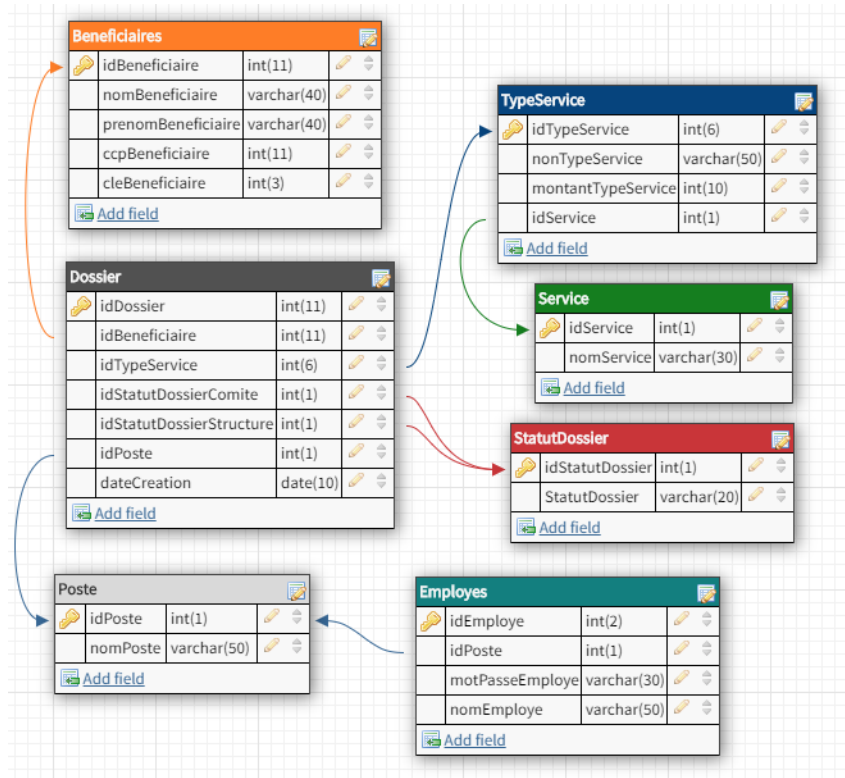 Beneficiaires
idBeneficiaire int(11)
nomBeneficiaire varchar(40)
prenomBeneficiaire varchar(40)
ccpBeneficiaire int(11)
cleBeneficiaire int(3)
Add field
TypeService
idTypeService int(6)
nonTypeService varchar(50)
montantTypeService int(10)
idService int(1)
Add field
Dossier
idDossier int(11)
idBeneficiaire int(11)
idTypeService int(6)
idStatutDossierComite int(1)
idStatutDossierStructure int(1)
idPoste int(1)
dateCreation date(10)
Add field
Service
idService int(1)
nomService varchar(30)
Add field
StatutDossier
idStatutDossier int(1)
StatutDossier varchar(20)
Add field
Poste
idPoste int(1)
nomPoste varchar(50)
Add field
Employes
idEmploye int(2)
idPoste int(1)
motPasseEmploye varchar(30)
nomEmploye varchar(50)
Add field